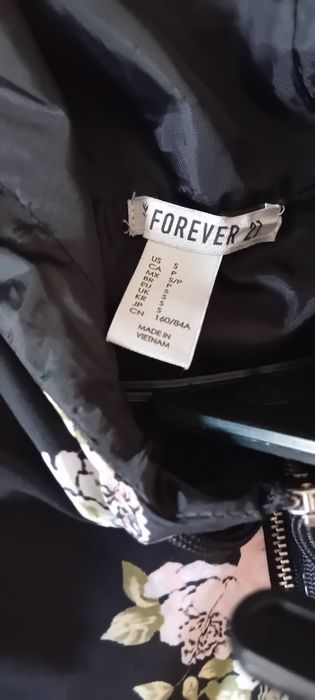 FOREVER 21
US S
CA P
MX S/P
BR P
EU S
UK S
KR S
JP S
CN 160/84A
MADE IN
VIETNAM